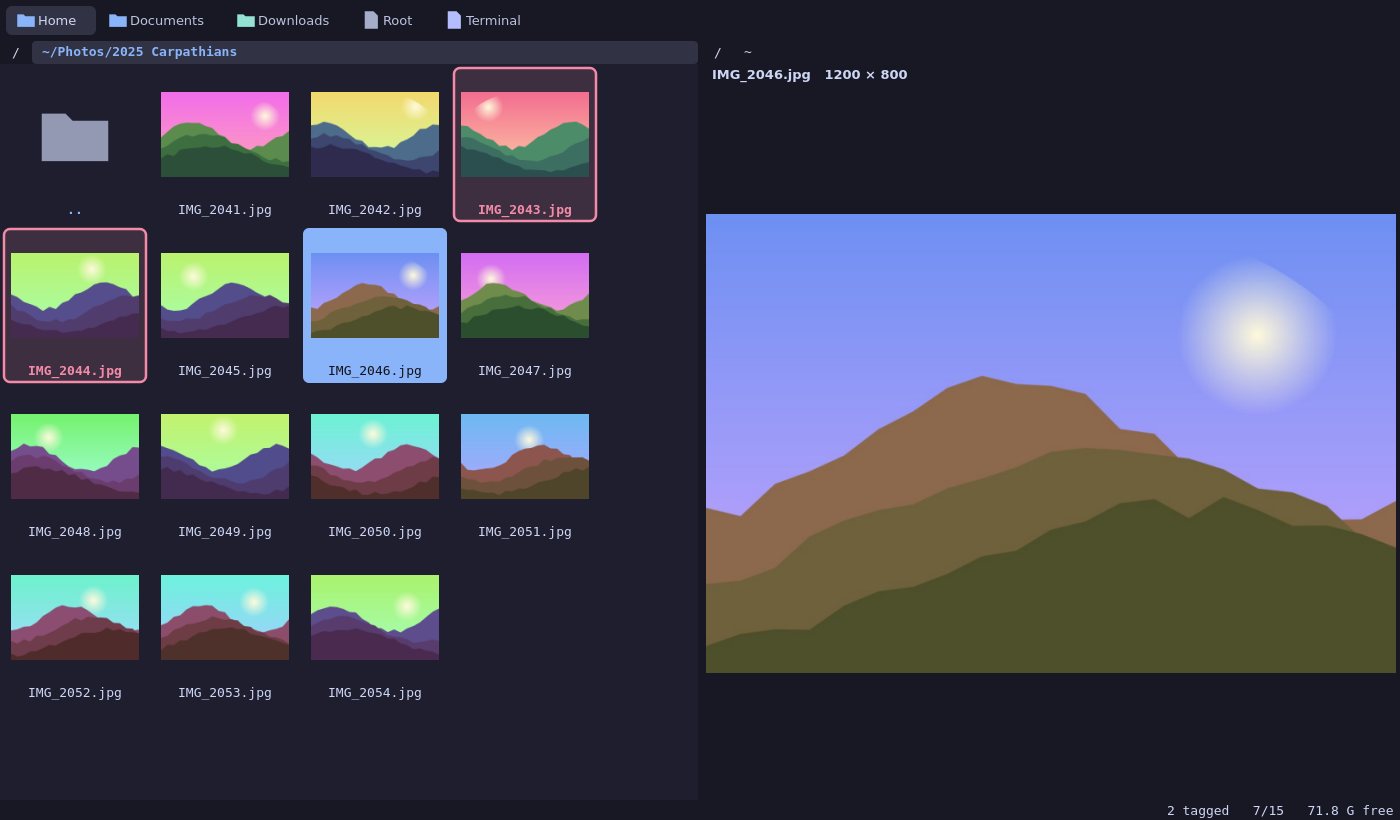 Home Documents Downloads Root Terminal
/ ~/Photos/2025 Carpathians
/ ~
IMG_2046.jpg 1200 × 800
.. IMG_2041.jpg IMG_2042.jpg IMG_2043.jpg
IMG_2044.jpg IMG_2045.jpg IMG_2046.jpg IMG_2047.jpg
IMG_2048.jpg IMG_2049.jpg IMG_2050.jpg IMG_2051.jpg
IMG_2052.jpg IMG_2053.jpg IMG_2054.jpg
2 tagged 7/15 71.8 G free